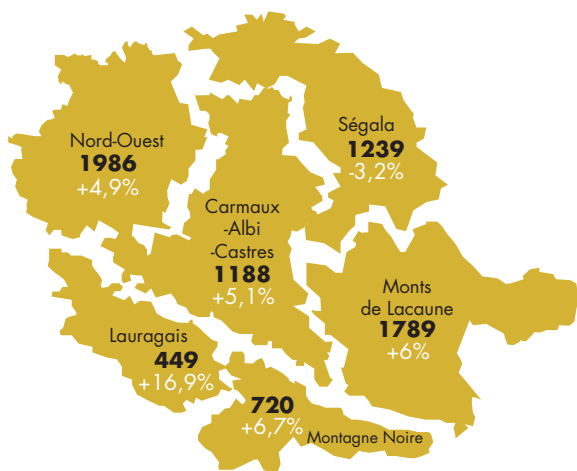 Nord-Ouest
1986
+4,9%
Ségala
1239
-3,2%
Carmaux
-Albi
-Castres
1188
+5,1%
Monts
de Lacaune
1789
+6%
Lauragais
449
+16,9%
720
+6,7%
Montagne Noire